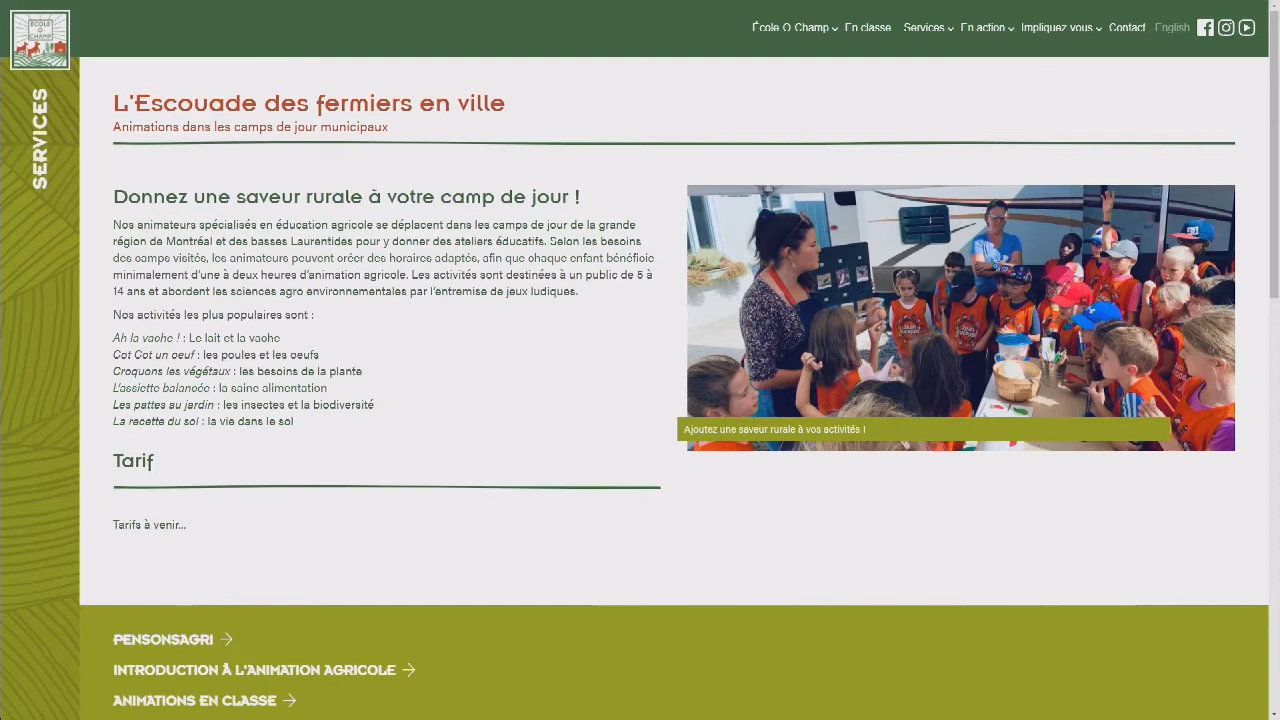 ÉCOLE
O
CHAMP
École-O-Champ
En classe
Services
En action
Impliquez-vous
Contact
English
SERVICES
L'Escouade des fermiers en ville
Animations dans les camps de jour municipaux
Donnez une saveur rurale à votre camp de jour !
Nos animateurs spécialisés en éducation agricole se déplacent dans les camps de jour de la grande
région de Montréal et des basses Laurentides pour y donner des ateliers éducatifs. Selon les besoins
des camps visités, les animateurs peuvent créer des horaires adaptés, afin que chaque enfant bénéficie
minimalement d'une à deux heures d'animation agricole. Les activités sont destinées à un public de 5 à
14 ans et abordent les sciences agro environnementales par l'entremise de jeux ludiques.
Nos activités les plus populaires sont :
Ah la vache ! : Le lait et la vache
Cot Cot un oeuf : les poules et les oeufs
Croquons les végétaux : les besoins de la plante
L'assiette balancée : la saine alimentation
Les pattes au jardin : les insectes et la biodiversité
La recette du sol : la vie dans le sol
Jean Duceppe
Jean Duceppe
Ajoutez une saveur rurale à vos activités !
Tarif
Tarifs à venir...
PENSONSAGRI
INTRODUCTION À L'ANIMATION AGRICOLE
ANIMATIONS EN CLASSE